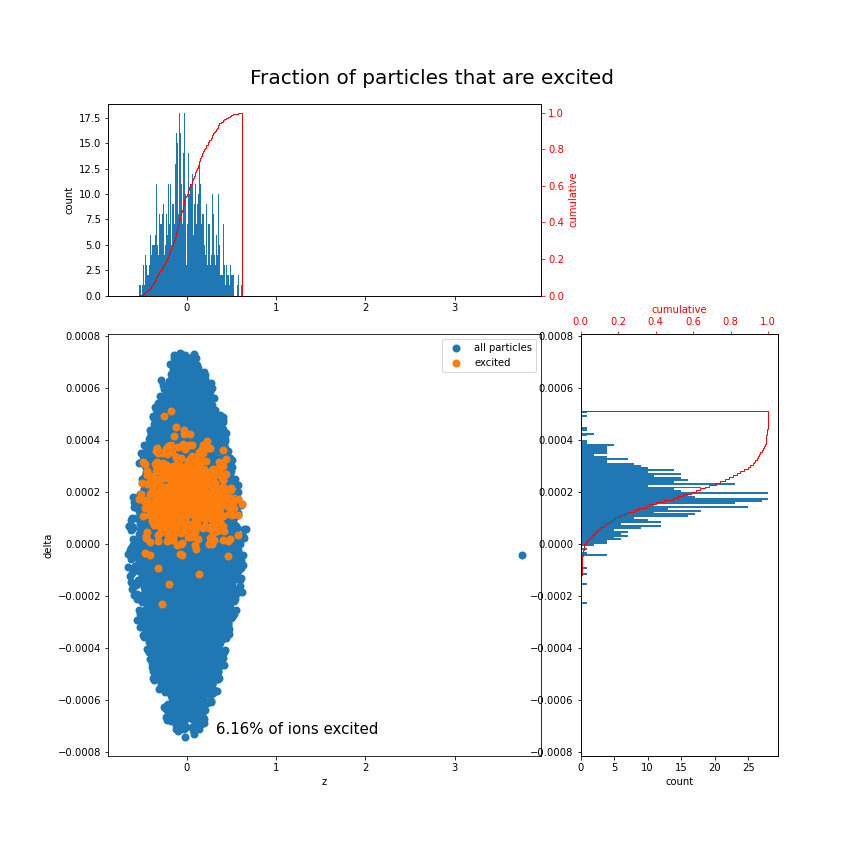 Fraction of particles that are excited
17.5
15.0
12.5
10.0
7.5
5.0
2.5
0.0
count
0 1 2 3
1.0
0.8
0.6
0.4
0.2
0.0
cumulative
cumulative
0.0 0.2 0.4 0.6 0.8 1.0
all particles
excited
0.0008
0.0006
0.0004
0.0002
0.0000
−0.0002
−0.0004
−0.0006
−0.0008
delta
6.16% of ions excited
0 1 2 3
z
0.0008
0.0006
0.0004
0.0002
0.0000
−0.0002
−0.0004
−0.0006
−0.0008
0 5 10 15 20 25
count